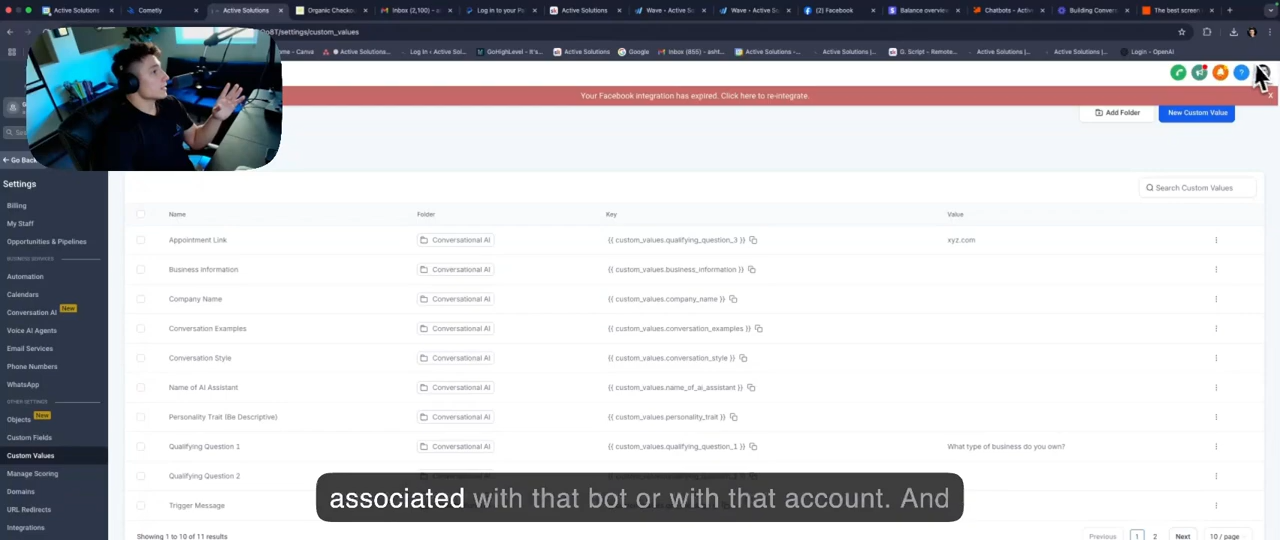 Active Solutions
Cometly
Active Solutions
Organic Checkou
Inbox (2,100) -
Log in to your Pe
Active Solutions
Wave - Active So
Wave - Active So
(2) Facebook
Balance overview
Chatbots - Active
Building Convers
The best screen
/settings/custom_values
me - Canva
Active Solutions...
Log In ‹ Active Sol...
GoHighLevel - It's...
Active Solutions
Google
Inbox (855) - asht...
Active Solutions -...
G. Script - Remote...
Active Solutions |...
Active Solutions |...
Login - OpenAI
Your Facebook integration has expired. Click here to re-integrate.
X
Add Folder
New Custom Value
Go Back
Settings
Billing
My Staff
Opportunities & Pipelines
BUSINESS SERVICES
Automation
Calendars
Conversation AI New
Voice AI Agents
Email Services
Phone Numbers
WhatsApp
OTHER SETTINGS
Objects New
Custom Fields
Custom Values
Manage Scoring
Domains
URL Redirects
Integrations
Search Custom Values
Name Folder Key Value
Appointment Link Conversational AI {{ custom_values.qualifying_question_3 }} xyz.com
Business information Conversational AI {{ custom_values.business_information }}
Company Name Conversational AI {{ custom_values.company_name }}
Conversation Examples Conversational AI {{ custom_values.conversation_examples }}
Conversation Style Conversational AI {{ custom_values.conversation_style }}
Name of AI Assistant Conversational AI {{ custom_values.name_of_ai_assistant }}
Personality Trait (Be Descriptive) Conversational AI {{ custom_values.personality_trait }}
Qualifying Question 1 Conversational AI {{ custom_values.qualifying_question_1 }} What type of business do you own?
Qualifying Question 2
Trigger Message
associated with that bot or with that account. And
Showing 1 to 10 of 11 results
Previous 1 2 Next 10 / page